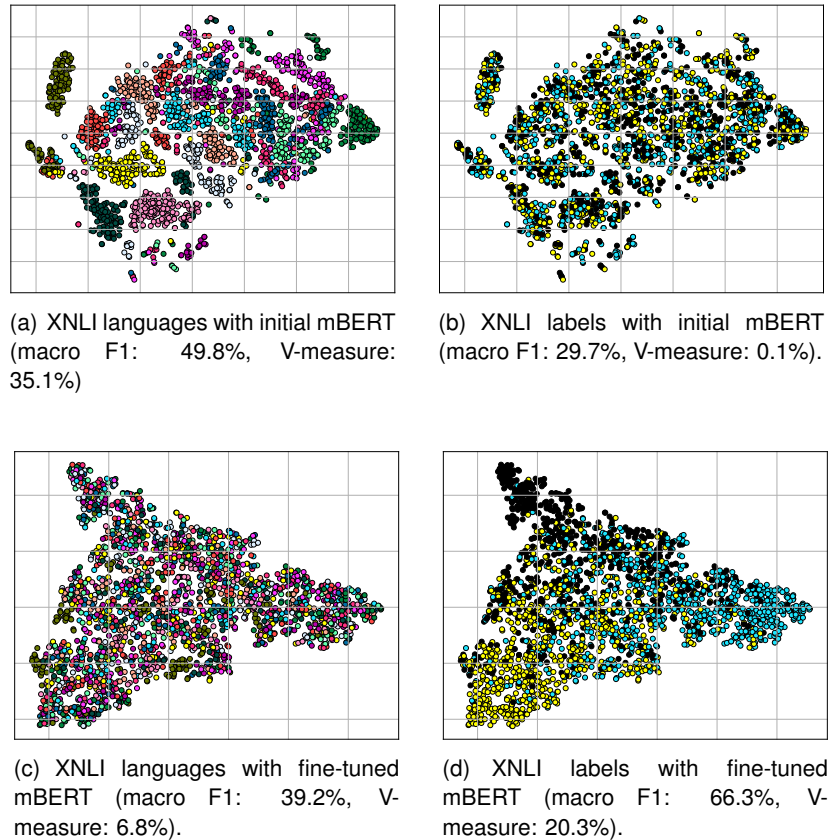 (a) XNLI languages with initial mBERT
(macro F1: 49.8%, V-measure:
35.1%)
(b) XNLI labels with initial mBERT
(macro F1: 29.7%, V-measure: 0.1%).
(c) XNLI languages with fine-tuned
mBERT (macro F1: 39.2%, V-
measure: 6.8%).
(d) XNLI labels with fine-tuned
mBERT (macro F1: 66.3%, V-
measure: 20.3%).